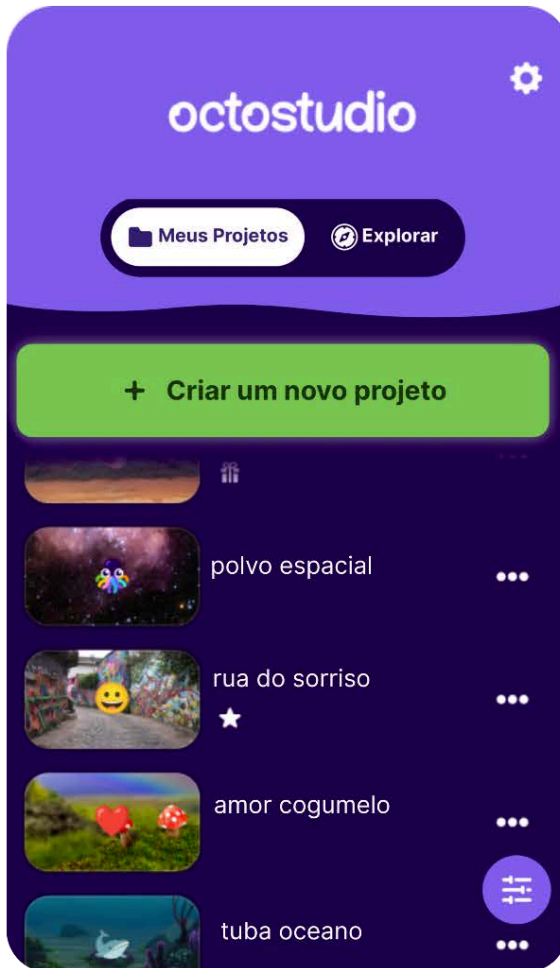 octostudio
Meus Projetos
Explorar
+ Criar um novo projeto
polvo espacial
rua do sorriso
amor cogumelo
tuba oceano